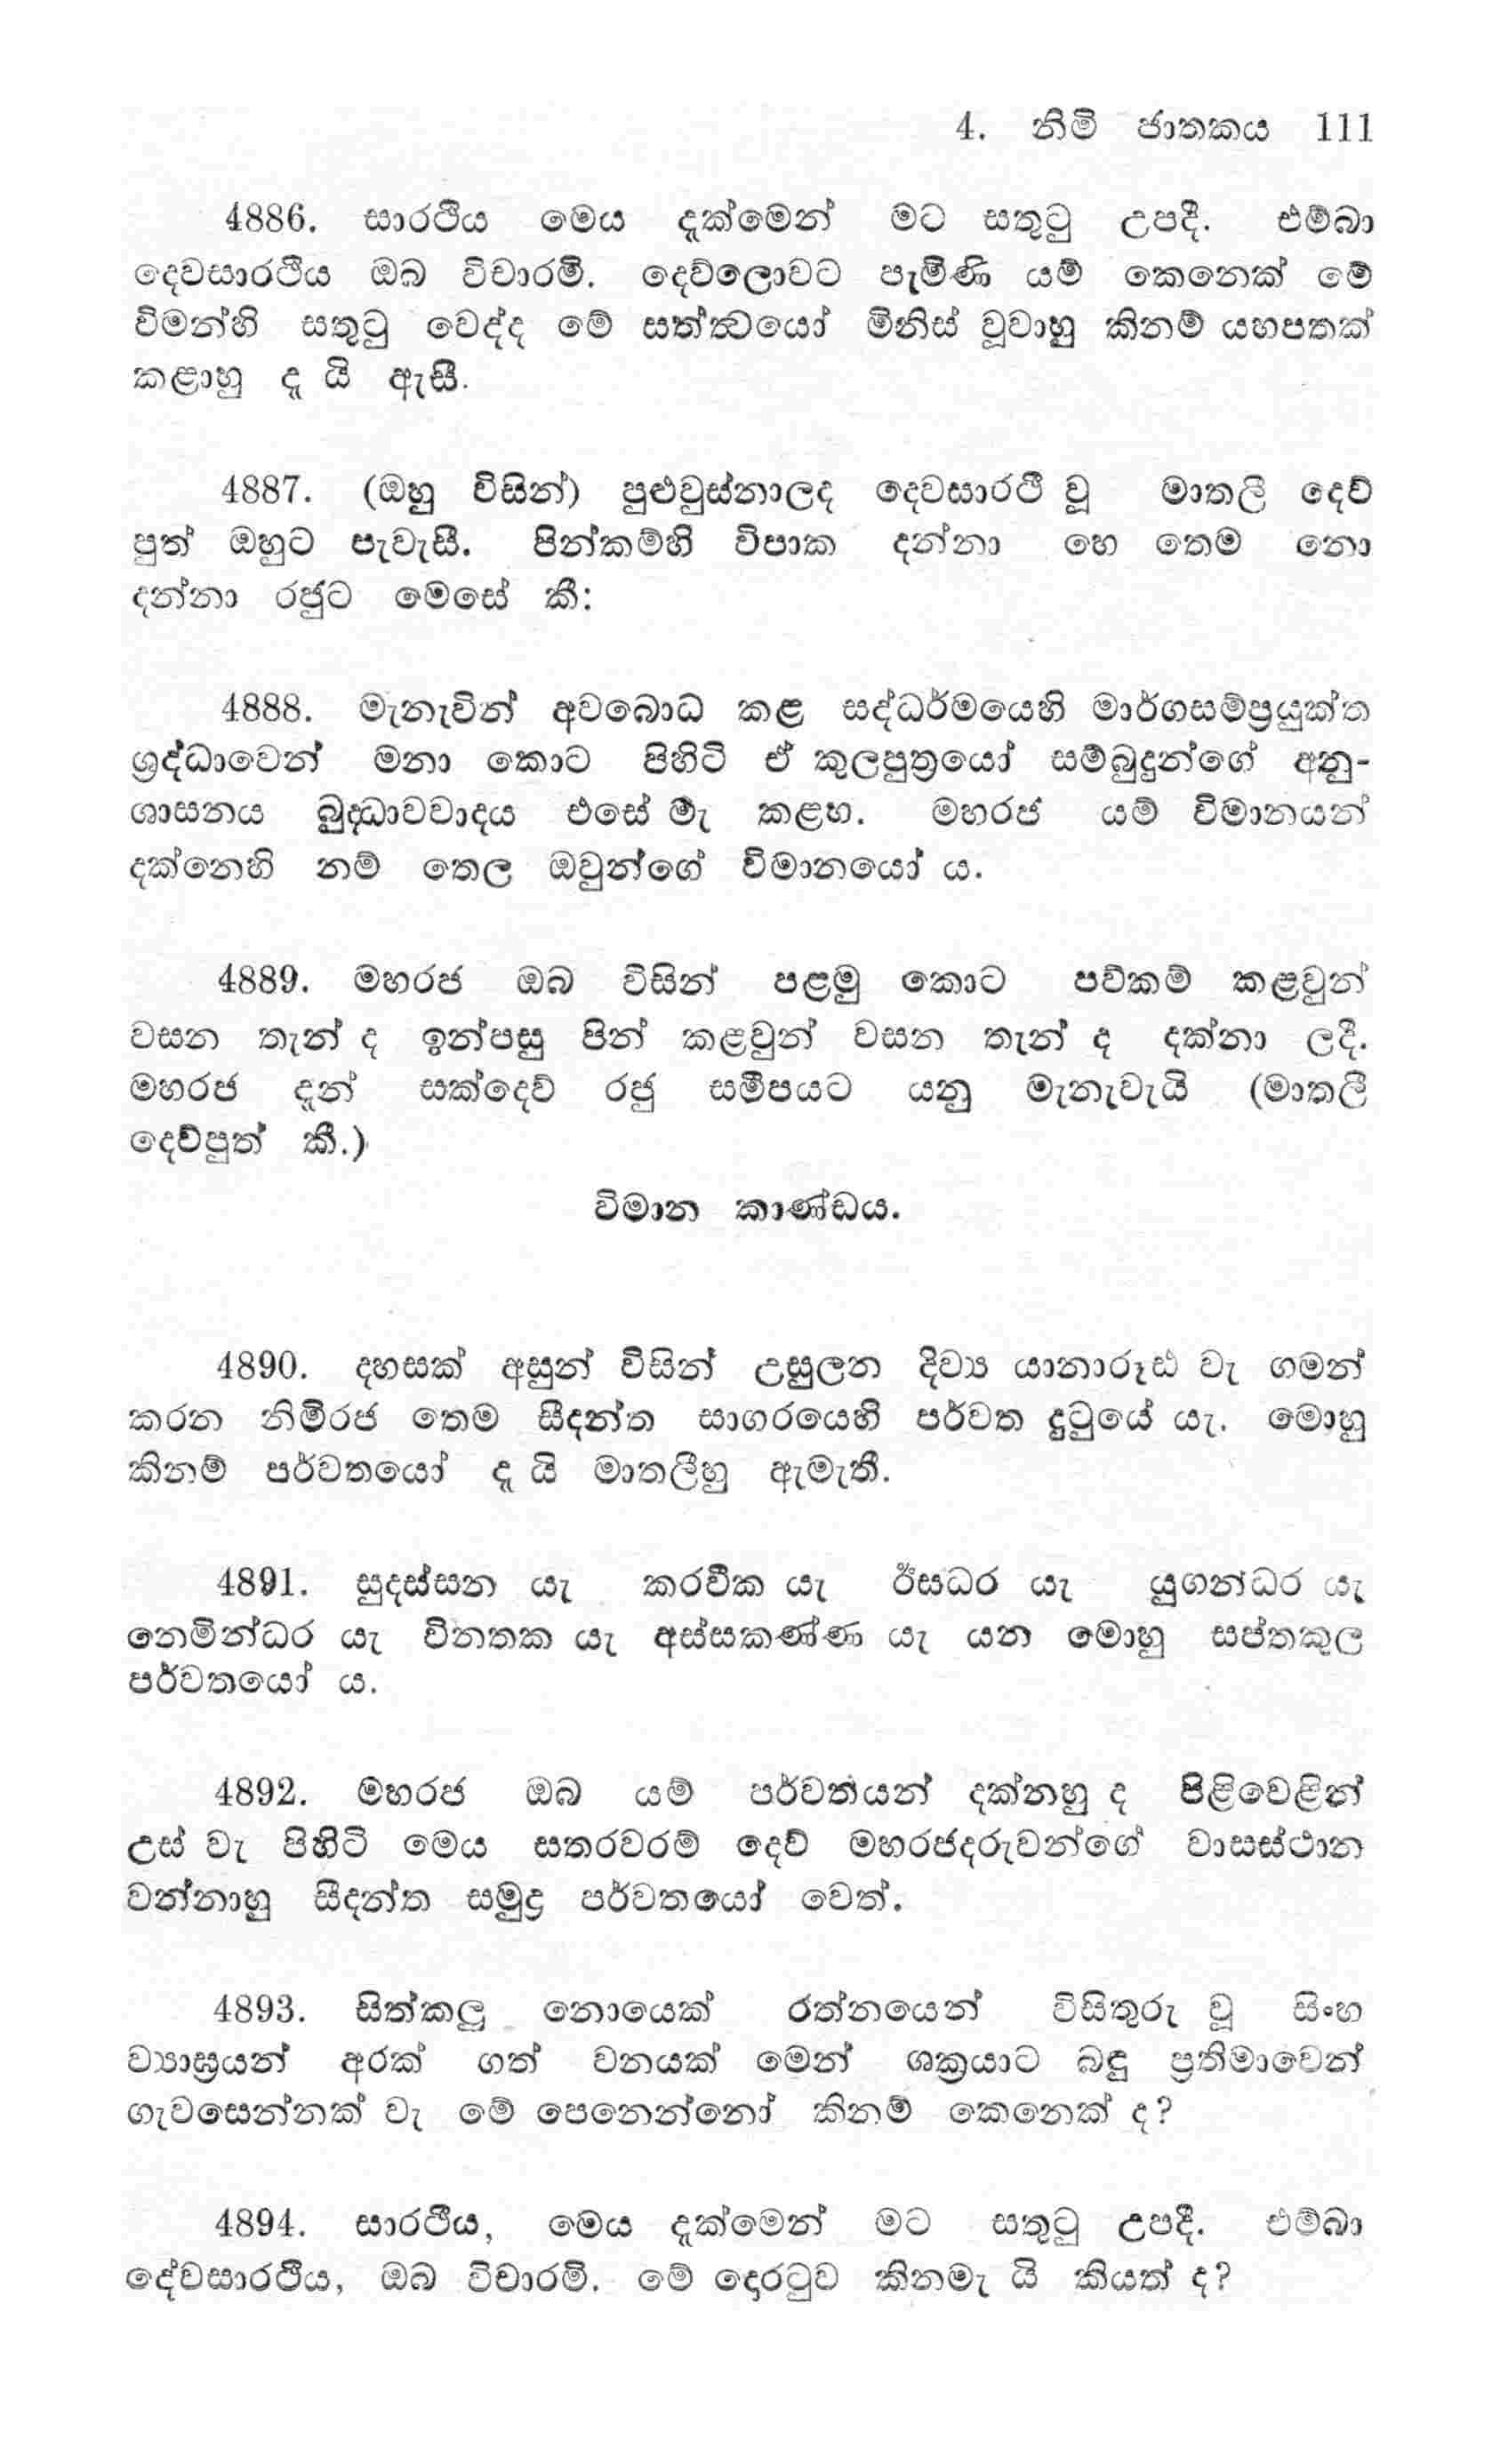 4. නිමි ජාතකය 111
4886. සාරථිය මෙය දැක්මෙන් මට සතුටු උපදී. එම්බා
දෙවසාරථිය ඔබ විචාරමි. දෙව්ලොවට පැමිණි යම් කෙනෙක් මේ
විමන්හි සතුටු වෙද්ද මේ සත්ත්‍වයෝ මිනිස් වූවාහු කිනම් යහපතක්
කළාහු දැ යි ඇසී.
4887. (ඔහු විසින්) පුළුවුස්නාලද දෙවසාරථි වූ මාතලී දෙව්
පුත් ඔහුට පැවැසී. පින්කම්හි විපාක දන්නා හෙ තෙම නො
දන්නා රජුට මෙසේ කී:
4888. මැනැවින් අවබොධ කළ සද්ධර්මයෙහි මාර්ගසම්ප්‍රයුක්ත
ශ්‍රද්ධාවෙන් මනා කොට පිහිටි ඒ කුලපුත්‍රයෝ සම්බුදුන්ගේ අනු-
ශාසනය බුද්ධාවවාදය එසේ මැ කළහ. මහරජ යම් විමානයන්
දක්නෙහි නම් තෙල ඔවුන්ගේ විමානයෝ ය.
4889. මහරජ ඔබ විසින් පළමු කොට පව්කම් කළවුන්
වසන තැන් ද ඉන්පසු පින් කළවුන් වසන තැන් ද දක්නා ලදී.
මහරජ දැන් සක්දෙව් රජු සමීපයට යනු මැනැවැයි (මාතලී
දෙව්පුත් කී.)
විමාන කාණ්ඩය.
4890. දහසක් අසුන් විසින් උසුලන දිව්‍ය යානාරූඪ වැ ගමන්
කරන නිමිරජ තෙම සීදන්ත සාගරයෙහි පර්වත දුටුයේ යැ. මොහු
කිනම් පර්වතයෝ දැ යි මාතලීහු ඇමැතී.
4891. සුදස්සන යැ කරවීක යැ ඊසධර යැ යුගන්ධර යැ
නෙමින්ධර යැ විනතක යැ අස්සකණ්ණ යැ යන මොහු සප්තකුල
පර්වතයෝ ය.
4892. මහරජ ඔබ යම් පර්වතයන් දක්නහු ද පිළිවෙළින්
උස් වැ පිහිටි මෙය සතරවරම් දෙව් මහරජදරුවන්ගේ වාසස්ථාන
වන්නාහු සීදන්ත සමුද්‍ර පර්වතයෝ වෙත්.
4893. සිත්කලු නොයෙක් රත්නයෙන් විසිතුරු වූ සිංහ
ව්‍යාඝ්‍රයන් අරක් ගත් වනයක් මෙන් ශක්‍රයාට බඳු ප්‍රතිමාවෙන්
ගැවසෙන්නක් වැ මේ පෙනෙන්නෝ කිනම් කෙනෙක් ද?
4894. සාරථිය, මෙය දැක්මෙන් මට සතුටු උපදී. එම්බා
දේවසාරථිය, ඔබ විචාරමි. මේ දොරටුව කිනමැ යි කියත් ද?